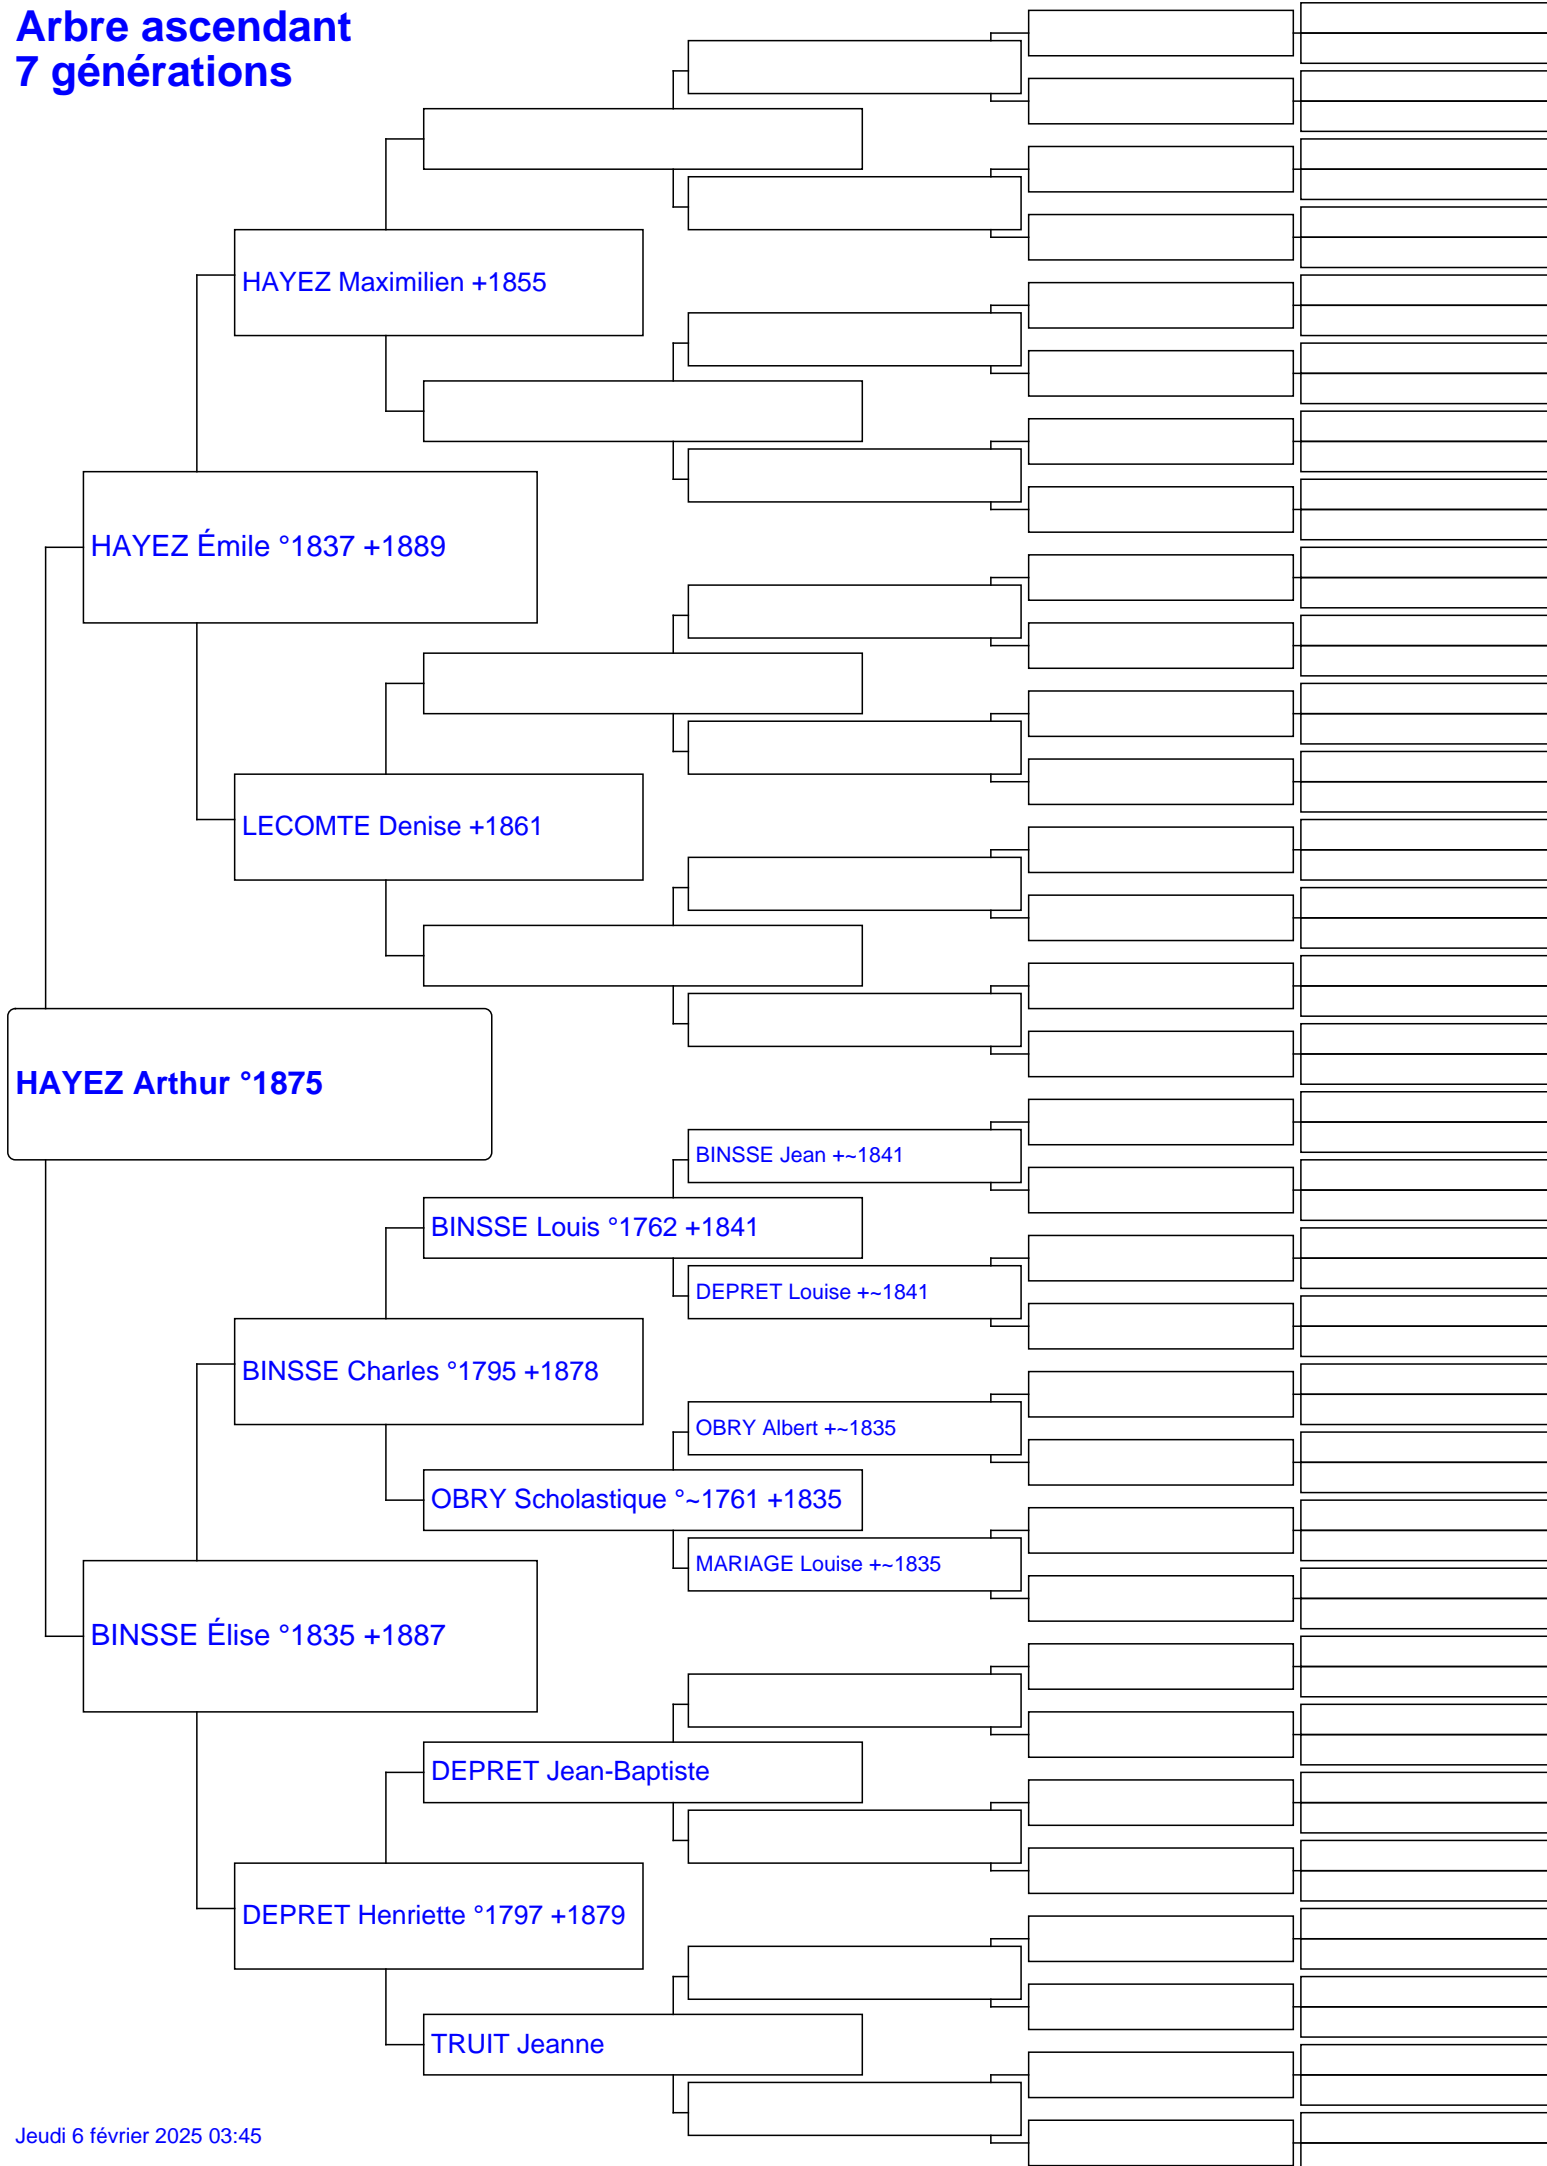 Arbre ascendant
7 générations
HAYEZ Maximilien +1855
HAYEZ Émile °1837 +1889
LECOMTE Denise +1861
HAYEZ Arthur °1875
BINSSE Jean +~1841
BINSSE Louis °1762 +1841
DEPRET Louise +~1841
BINSSE Charles °1795 +1878
OBRY Albert +~1835
OBRY Scholastique °~1761 +1835
MARIAGE Louise +~1835
BINSSE Élise °1835 +1887
DEPRET Jean-Baptiste
DEPRET Henriette °1797 +1879
TRUIT Jeanne
Jeudi 6 février 2025 03:45